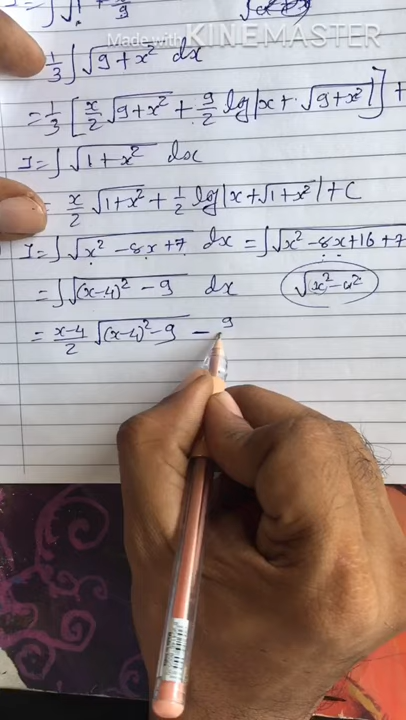 Made with KINEMASTER
1/3 ∫ √9+x² dx
= 1/3 [ x/2 √9+x² + 9/2 log|x+√9+x²| ] +
I = ∫ √1+x² dx
x/2 √1+x² + 1/2 log|x+√1+x²| + C
I = ∫ √x²-8x+7 dx = ∫ √x²-8x+16+7
= ∫ √(x-4)² - 9 dx √x²-a²
= x-4/2 √(x-4)²-9 - 9